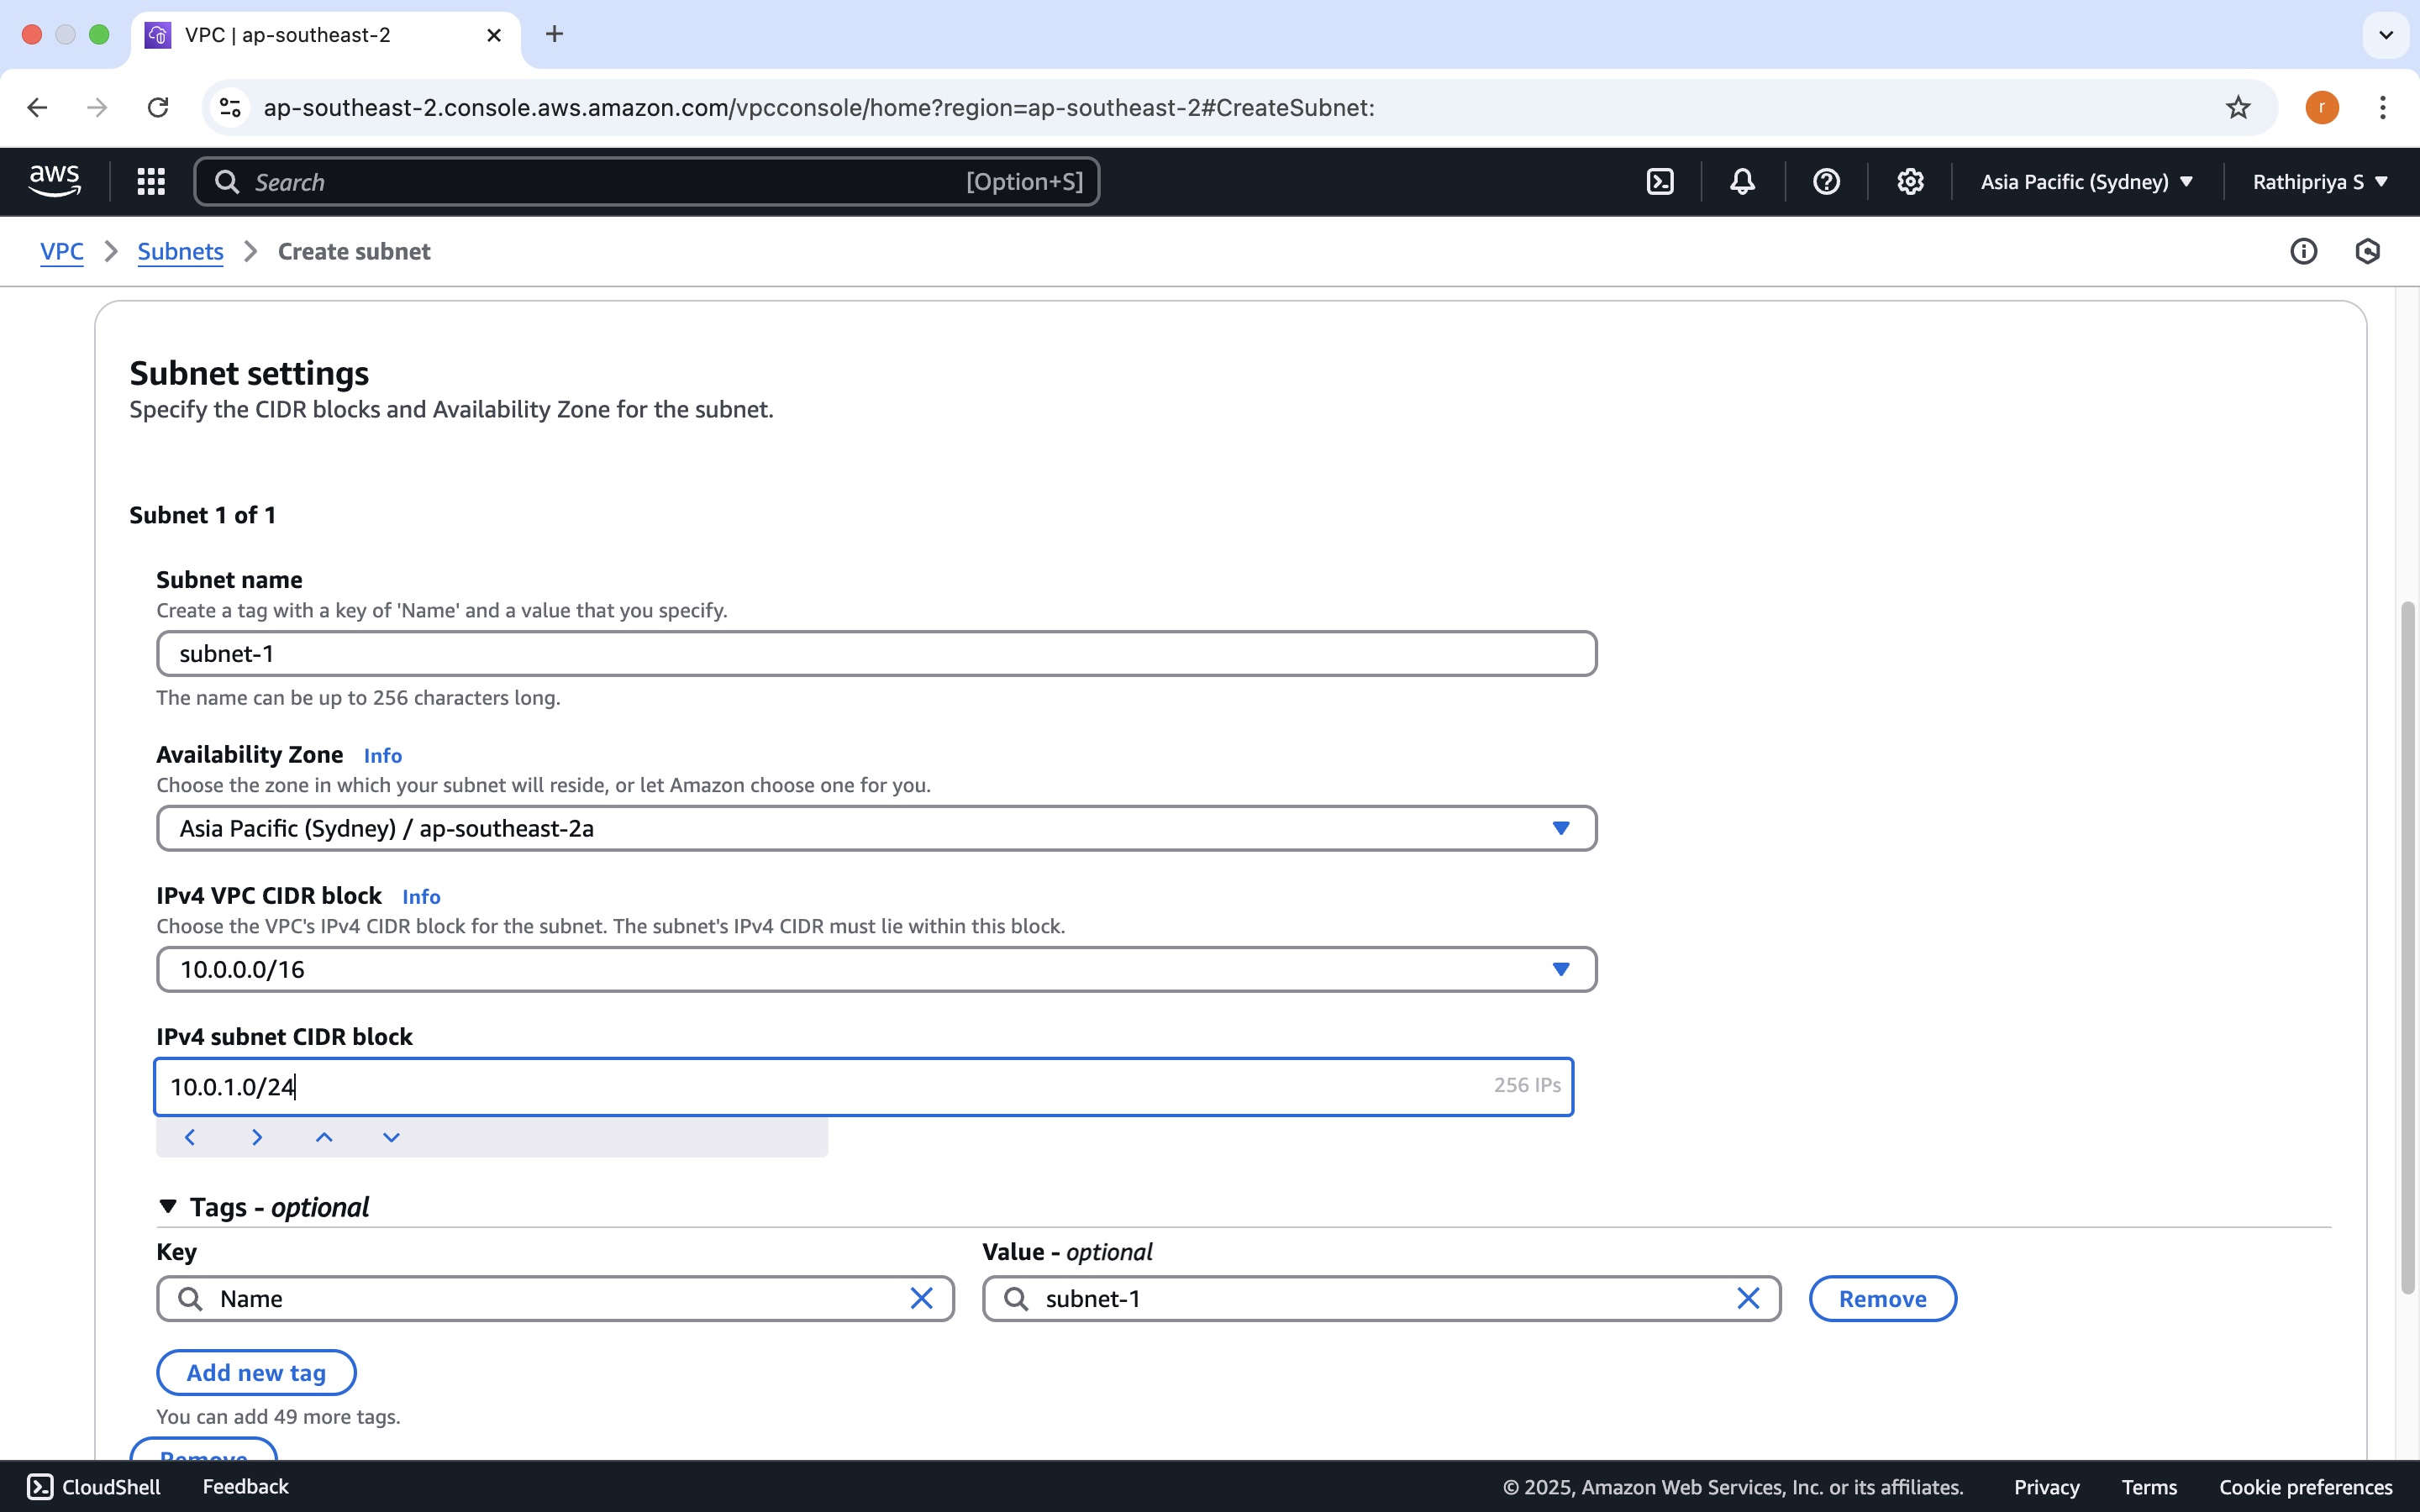 VPC | ap-southeast-2
ap-southeast-2.console.aws.amazon.com/vpcconsole/home?region=ap-southeast-2#CreateSubnet:
r
aws
Search
[Option+S]
Asia Pacific (Sydney)
Rathipriya S
VPC
Subnets
Create subnet
Subnet settings
Specify the CIDR blocks and Availability Zone for the subnet.
Subnet 1 of 1
Subnet name
Create a tag with a key of 'Name' and a value that you specify.
subnet-1
The name can be up to 256 characters long.
Availability Zone Info
Choose the zone in which your subnet will reside, or let Amazon choose one for you.
Asia Pacific (Sydney) / ap-southeast-2a
IPv4 VPC CIDR block Info
Choose the VPC's IPv4 CIDR block for the subnet. The subnet's IPv4 CIDR must lie within this block.
10.0.0.0/16
IPv4 subnet CIDR block
10.0.1.0/24
256 IPs
Tags - optional
Key
Value - optional
Name
subnet-1
Remove
Add new tag
You can add 49 more tags.
Remove
CloudShell
Feedback
© 2025, Amazon Web Services, Inc. or its affiliates.
Privacy
Terms
Cookie preferences